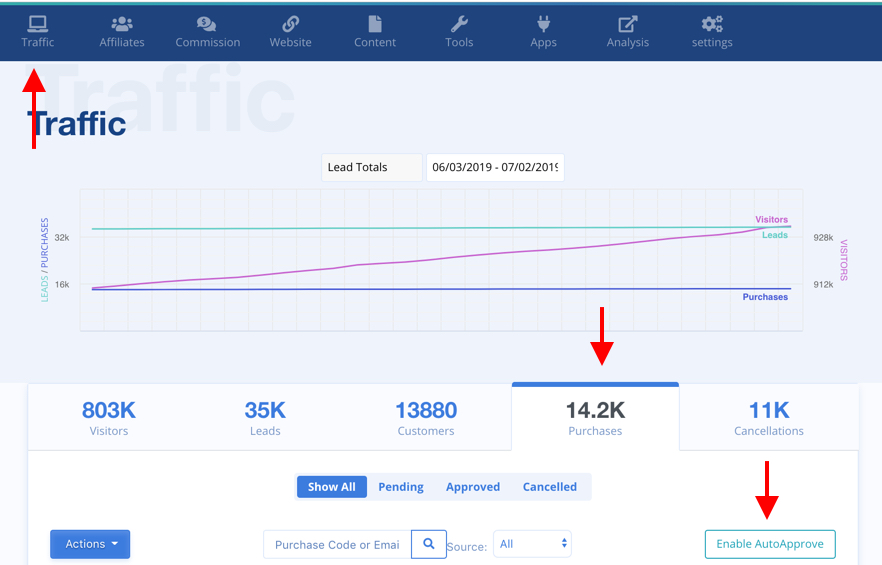 Traffic Affiliates Commission Website Content Tools Apps Analysis settings
Traffic
Traffic
Lead Totals 06/03/2019 - 07/02/2019
LEADS / PURCHASES
32k
16k
Visitors
Leads
Purchases
928k
912k
VISITORS
803K 35K 13880 14.2K 11K
Visitors Leads Customers Purchases Cancellations
Show All Pending Approved Cancelled
Actions Purchase Code or Emai Source: All Enable AutoApprove